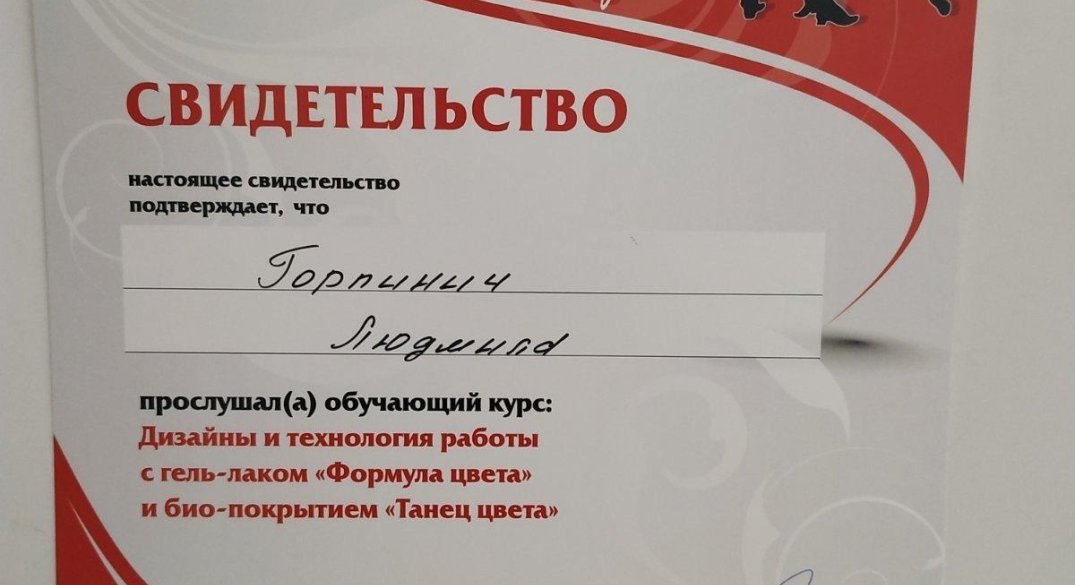 СВИДЕТЕЛЬСТВО
настоящее свидетельство
подтверждает, что
Горпинич
Людмила
прослушал(а) обучающий курс:
Дизайны и технология работы
с гель-лаком «Формула цвета»
и био-покрытием «Танец цвета»